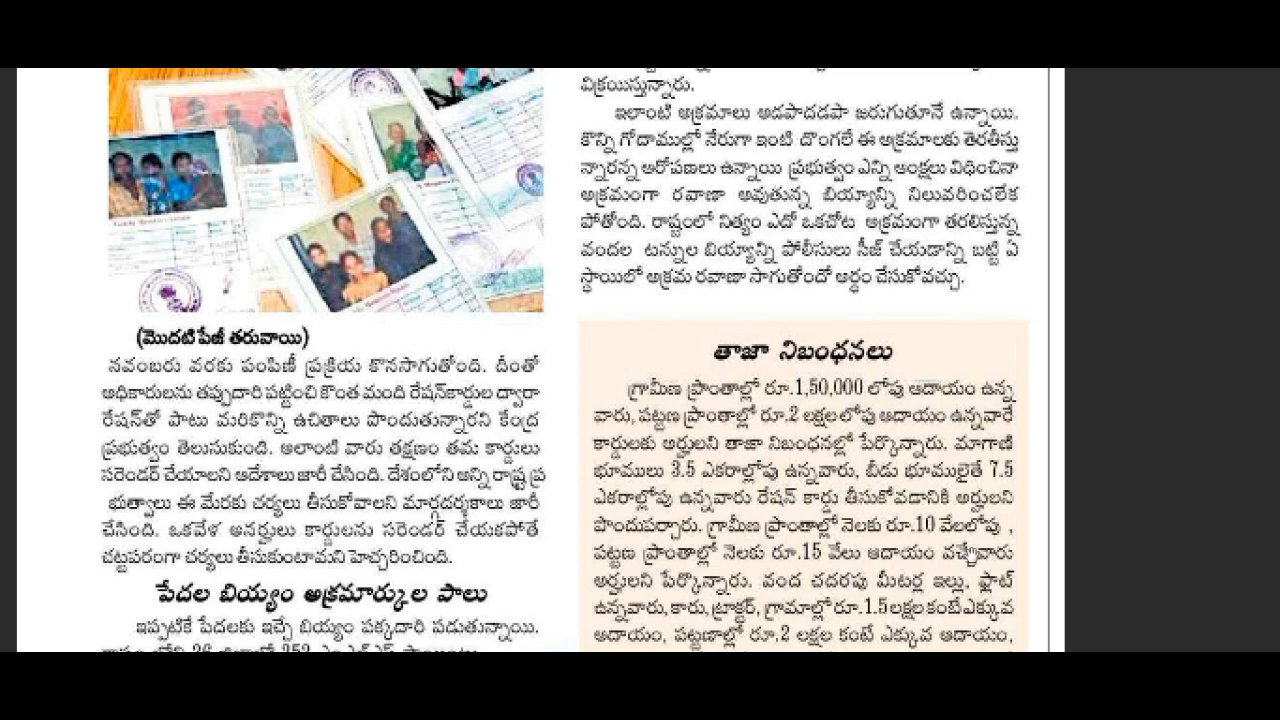 (మొదటిపేజీ తరువాయి)
నవంబరు వరకు పంపిణీ ప్రక్రియ కొనసాగుతోంది. దీంతో
అధికారులను తప్పుదారి పట్టించి కొంత మంది రేషన్‌కార్డుల ద్వారా
రేషన్‌తో పాటు మరికొన్ని ఉచితాలు పొందుతున్నారని కేంద్ర
ప్రభుత్వం తెలుసుకుంది. అలాంటి వారు తక్షణం తమ కార్డులు
సరెండర్ చేయాలని ఆదేశాలు జారీ చేసింది. దేశంలోని అన్ని రాష్ట్ర ప్ర
భుత్వాలు ఈ మేరకు చర్యలు తీసుకోవాలని మార్గదర్శకాలు జారీ
చేసింది. ఒకవేళ అనర్హులు కార్డులను సరెండర్ చేయకపోతే
చట్టపరంగా చర్యలు తీసుకుంటామని హెచ్చరించింది.
పేదల బియ్యం అక్రమార్కుల పాలు
ఇప్పటికే పేదలకు ఇచ్చే బియ్యం పక్కదారి పడుతున్నాయి.
విక్రయిస్తున్నారు.
ఇలాంటి అక్రమాలు అడపాదడపా జరుగుతూనే ఉన్నాయి.
కొన్ని గోదాముల్లో నేరుగా ఇంటి దొంగలే ఈ అక్రమాలకు తెరతీస్తు
న్నారన్న ఆరోపణలు ఉన్నాయి ప్రభుత్వం ఎన్ని ఆంక్షలు విధించినా
అక్రమంగా రవాణా అవుతున్న బియ్యాన్ని నిలువరించలేక
పోతోంది. రాష్ట్రంలో నిత్యం ఎదో ఒకచోట అక్రమంగా తరలిస్తున్న
వందల టన్నుల బియ్యాన్ని పోలీసులు సీజ్ చేయడాన్ని బట్టి ఏ
స్థాయిలో అక్రమ రవాణా సాగుతోందో అర్థం చేసుకోవచ్చు.
తాజా నిబంధనలు
గ్రామీణ ప్రాంతాల్లో రూ.1,50,000 లోపు ఆదాయం ఉన్న
వారు, పట్టణ ప్రాంతాల్లో రూ.2 లక్షలలోపు ఆదాయం ఉన్నవారే
కార్డులకు అర్హులని తాజా నిబంధనల్లో పేర్కొన్నారు. మాగాణి
భూములు 3.5 ఎకరాల్లోపు ఉన్నవారు, బీడు భూములైతే 7.5
ఎకరాల్లోపు ఉన్నవారు రేషన్ కార్డు తీసుకోవడానికి అర్హులని
పొందుపర్చారు. గ్రామీణ ప్రాంతాల్లో నెలకు రూ.10 వేలలోపు ,
పట్టణ ప్రాంతాల్లో నెలకు రూ.15 వేలు ఆదాయం వచ్చేవారు
అర్హులని పేర్కొన్నారు. వంద చదరపు మీటర్ల ఇల్లు, ఫ్లాట్
ఉన్నవారు, కారు, ట్రాక్టర్, గ్రామాల్లో రూ.1.5 లక్షల కంటే ఎక్కువ
ఆదాయం, పట్టణాల్లో రూ.2 లక్షల కంటే ఎక్కువ ఆదాయం,